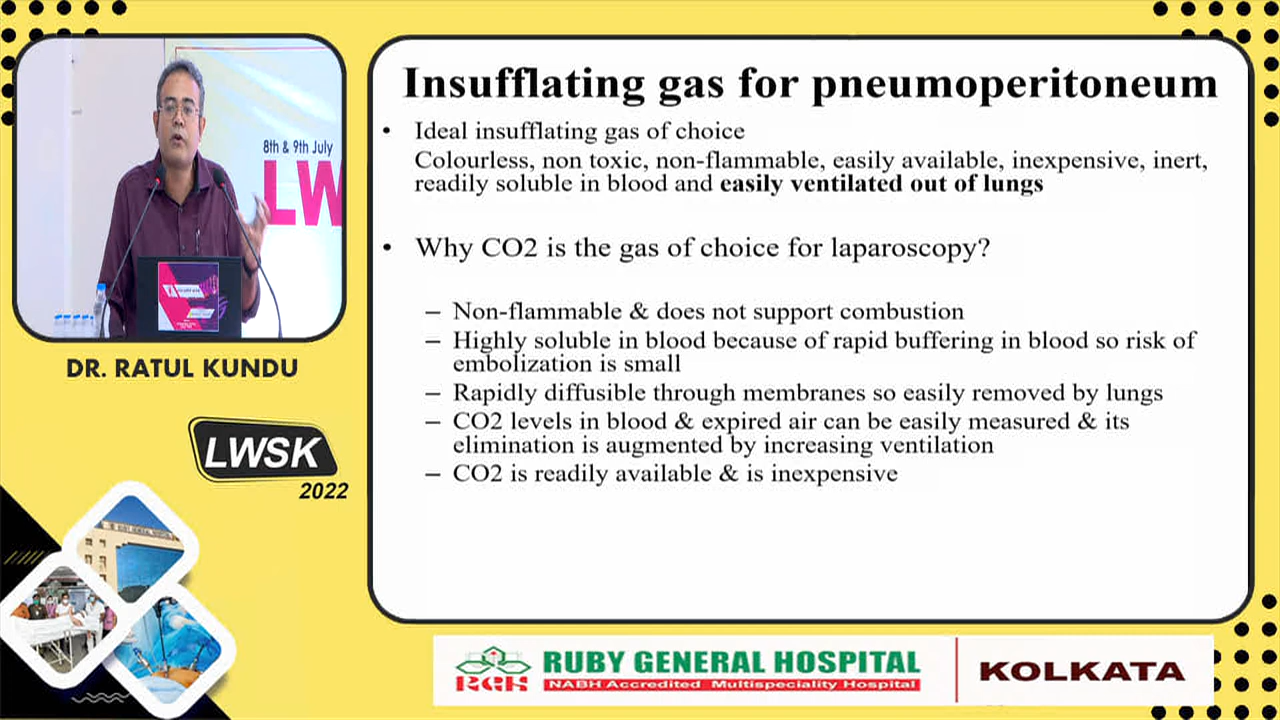 Insufflating gas for pneumoperitoneum
• Ideal insufflating gas of choice
Colourless, non toxic, non-flammable, easily available, inexpensive, inert,
readily soluble in blood and easily ventilated out of lungs
• Why CO2 is the gas of choice for laparoscopy?
– Non-flammable & does not support combustion
– Highly soluble in blood because of rapid buffering in blood so risk of
embolization is small
– Rapidly diffusible through membranes so easily removed by lungs
– CO2 levels in blood & expired air can be easily measured & its
elimination is augmented by increasing ventilation
– CO2 is readily available & is inexpensive
8th & 9th July
LW
DR. RATUL KUNDU
LWSK
2022
RUBY GENERAL HOSPITAL
RGH
NABH Accredited Multispeciality Hospital
KOLKATA